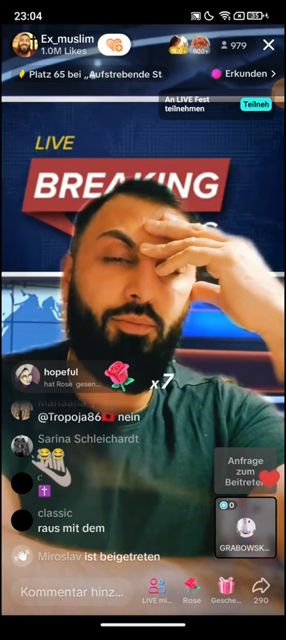 23:04
Ex_muslim
1.0M Likes
800+
600+
979
Platz 65 bei „Aufstrebende St
Erkunden >
An LIVE Fest
teilnehmen
Teilneh
LIVE
BREAKING
hopeful
hat Rose gesen...
x7
@Tropoja86 nein
Sarina Schleichardt
😂😂
✝️
classic
raus mit dem
Miroslav ist beigetreten
Anfrage
zum
Beitreten
0
GRABOWSK...
Kommentar hinz...
LIVE mi...
Rose
Gesche...
290